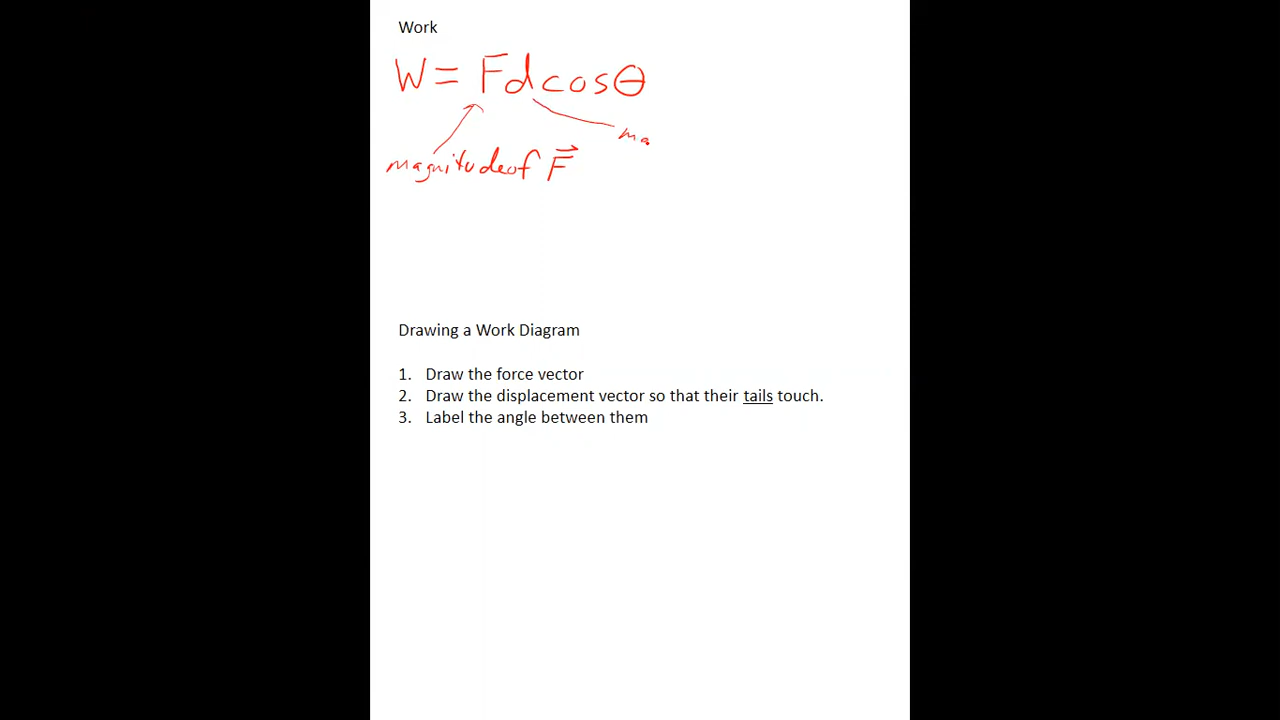 Work
W = Fdcosθ
ma
magnitude of F⃗
Drawing a Work Diagram
1. Draw the force vector
2. Draw the displacement vector so that their tails touch.
3. Label the angle between them